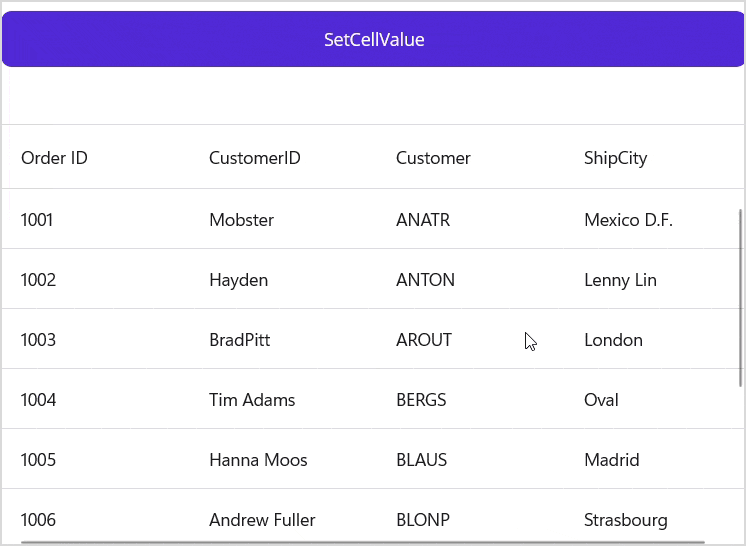 SetCellValue
Order ID CustomerID Customer ShipCity
1001 Mobster ANATR Mexico D.F.
1002 Hayden ANTON Lenny Lin
1003 BradPitt AROUT London
1004 Tim Adams BERGS Oval
1005 Hanna Moos BLAUS Madrid
1006 Andrew Fuller BLONP Strasbourg